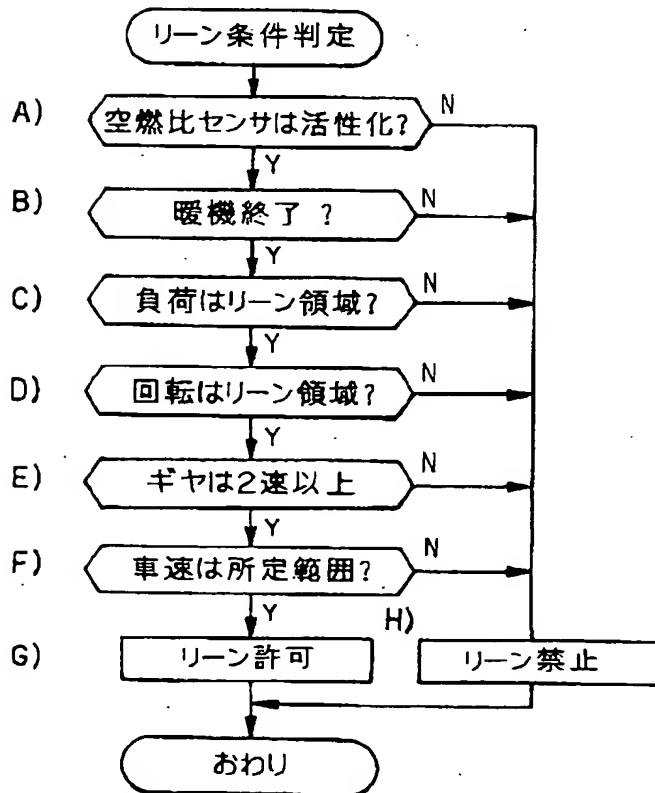 リーン条件判定
A) 空燃比センサは活性化? N
Y
B) 暖機終了 ? N
Y
C) 負荷はリーン領域? N
Y
D) 回転はリーン領域? N
Y
E) ギヤは2速以上 N
Y
F) 車速は所定範囲? N
Y
H)
G) リーン許可 リーン禁止
おわり